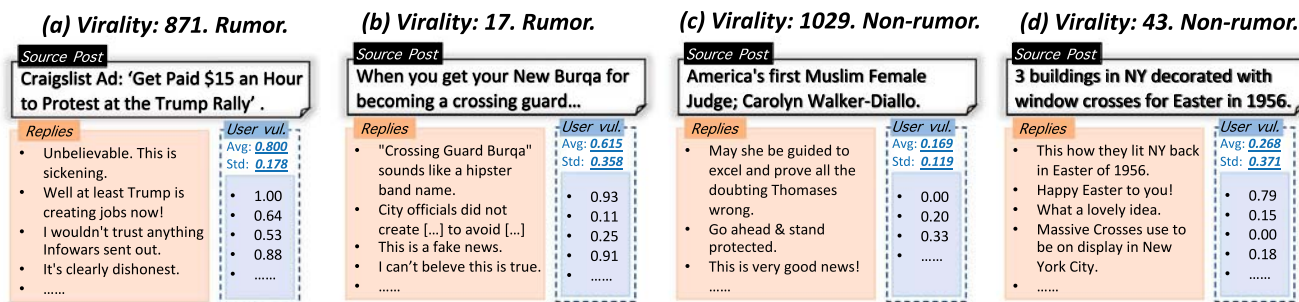 (a) Virality: 871. Rumor.
Source Post
Craigslist Ad: ‘Get Paid $15 an Hour
to Protest at the Trump Rally’ .
Replies
• Unbelievable. This is
sickening.
• Well at least Trump is
creating jobs now!
• I wouldn't trust anything
Infowars sent out.
• It's clearly dishonest.
• ……
User vul.
Avg: 0.800
Std: 0.178
• 1.00
• 0.64
• 0.53
• 0.88
• ……
(b) Virality: 17. Rumor.
Source Post
When you get your New Burqa for
becoming a crossing guard…
Replies
• "Crossing Guard Burqa"
sounds like a hipster
band name.
• City officials did not
create […] to avoid […]
• This is a fake news.
• I can’t beleve this is true.
• ……
User vul.
Avg: 0.615
Std: 0.358
• 0.93
• 0.11
• 0.25
• 0.91
• ……
(c) Virality: 1029. Non-rumor.
Source Post
America's first Muslim Female
Judge; Carolyn Walker-Diallo.
Replies
• May she be guided to
excel and prove all the
doubting Thomases
wrong.
• Go ahead & stand
protected.
• This is very good news!
• ……
User vul.
Avg: 0.169
Std: 0.119
• 0.00
• 0.20
• 0.33
• ……
(d) Virality: 43. Non-rumor.
Source Post
3 buildings in NY decorated with
window crosses for Easter in 1956.
Replies
• This how they lit NY back
in Easter of 1956.
• Happy Easter to you!
• What a lovely idea.
• Massive Crosses use to
be on display in New
York City.
• ……
User vul.
Avg: 0.268
Std: 0.371
• 0.79
• 0.15
• 0.00
• 0.18
• ……